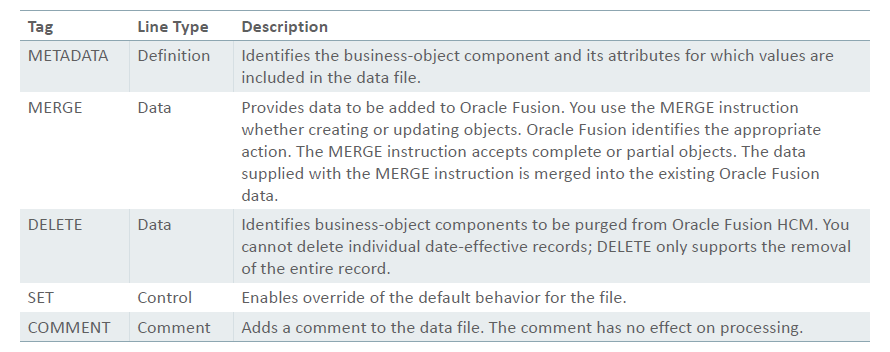 Tag Line Type Description
METADATA Definition Identifies the business-object component and its attributes for which values are
included in the data file.
MERGE Data Provides data to be added to Oracle Fusion. You use the MERGE instruction
whether creating or updating objects. Oracle Fusion identifies the appropriate
action. The MERGE instruction accepts complete or partial objects. The data
supplied with the MERGE instruction is merged into the existing Oracle Fusion
data.
DELETE Data Identifies business-object components to be purged from Oracle Fusion HCM. You
cannot delete individual date-effective records; DELETE only supports the removal
of the entire record.
SET Control Enables override of the default behavior for the file.
COMMENT Comment Adds a comment to the data file. The comment has no effect on processing.